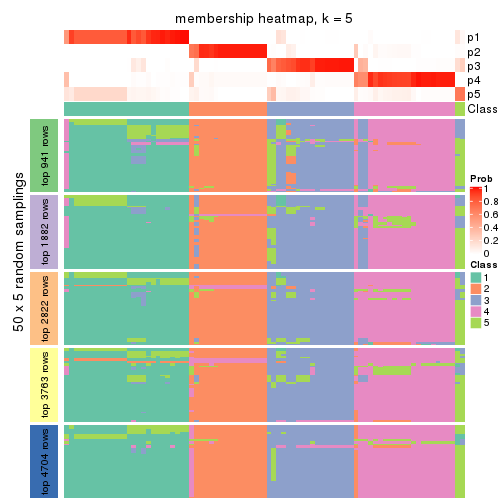 membership heatmap, k = 5
p1
p2
p3
p4
p5
Class
50 x 5 random samplings
top 941 rows
top 1882 rows
top 2822 rows
top 3763 rows
top 4704 rows
Prob
1
0.8
0.6
0.4
0.2
0
Class
1
2
3
4
5